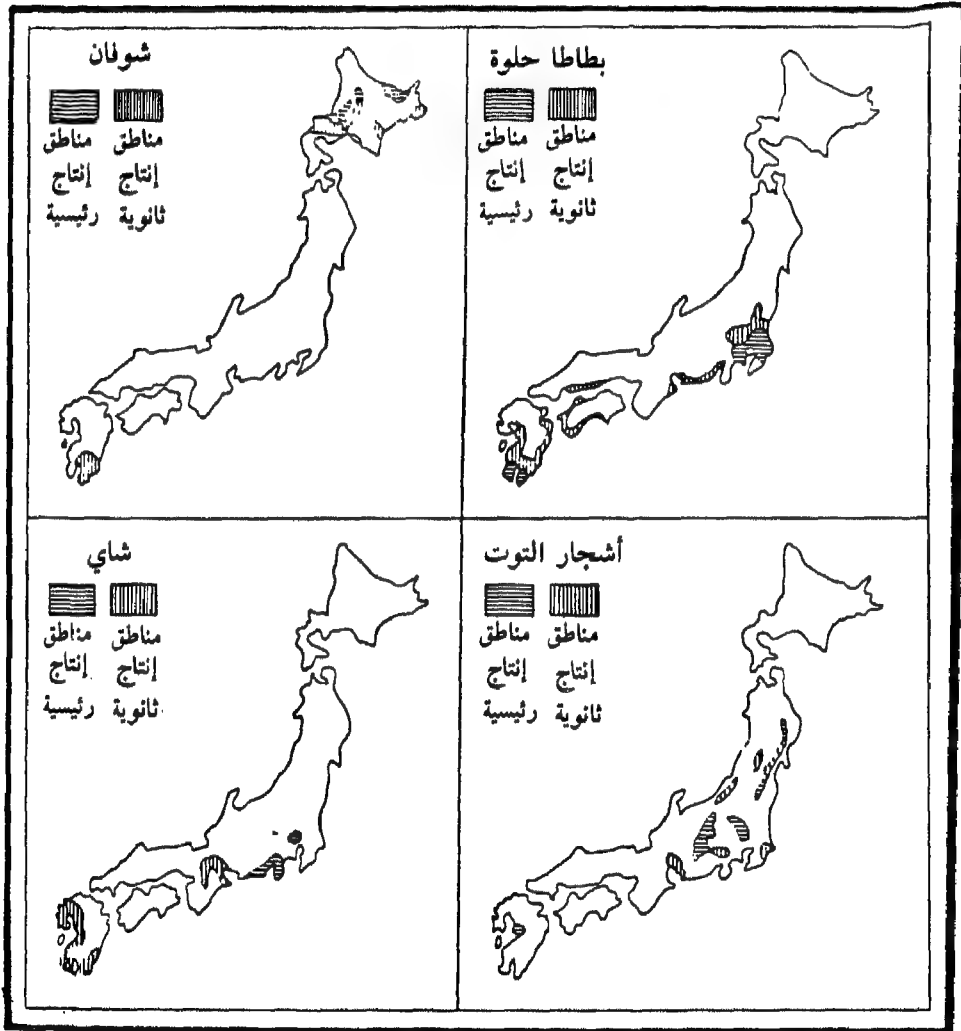 شوفان
مناطق مناطق
إنتاج إنتاج
رئيسية ثانوية
بطاطا حلوة
مناطق مناطق
إنتاج إنتاج
رئيسية ثانوية
شاي
مناطق مناطق
إنتاج إنتاج
رئيسية ثانوية
أشجار التوت
مناطق مناطق
إنتاج إنتاج
رئيسية ثانوية